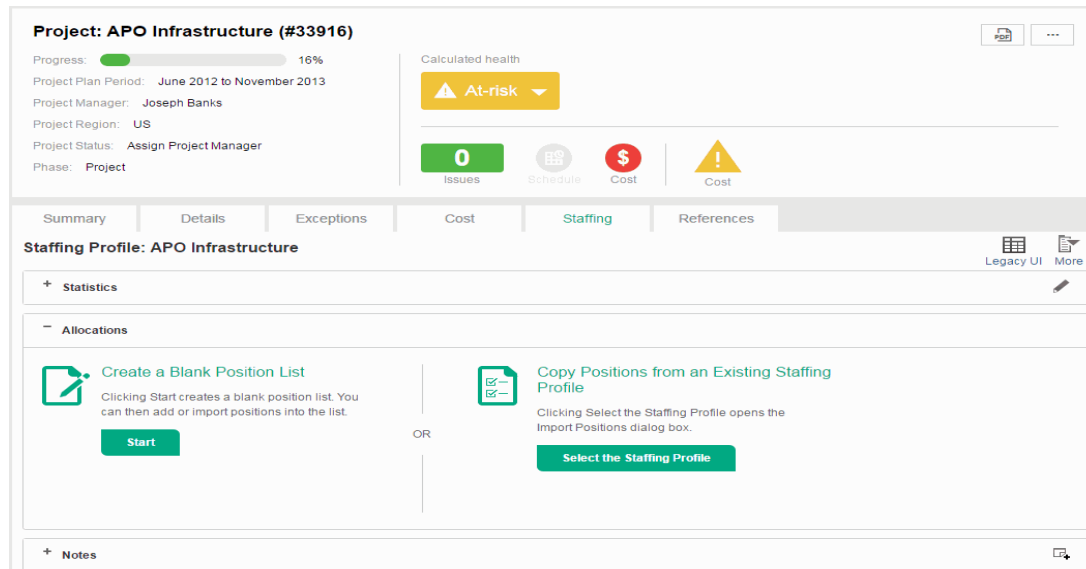 Project: APO Infrastructure (#33916)
PDF
...
Progress: 16%
Project Plan Period: June 2012 to November 2013
Project Manager: Joseph Banks
Project Region: US
Project Status: Assign Project Manager
Phase: Project
Calculated health
At-risk
0
Issues
Schedule
$
Cost
!
Cost
Summary
Details
Exceptions
Cost
Staffing
References
Staffing Profile: APO Infrastructure
Legacy UI
More
+ Statistics
− Allocations
Create a Blank Position List
Clicking Start creates a blank position list. You
can then add or import positions into the list.
Start
OR
Copy Positions from an Existing Staffing
Profile
Clicking Select the Staffing Profile opens the
Import Positions dialog box.
Select the Staffing Profile
+ Notes